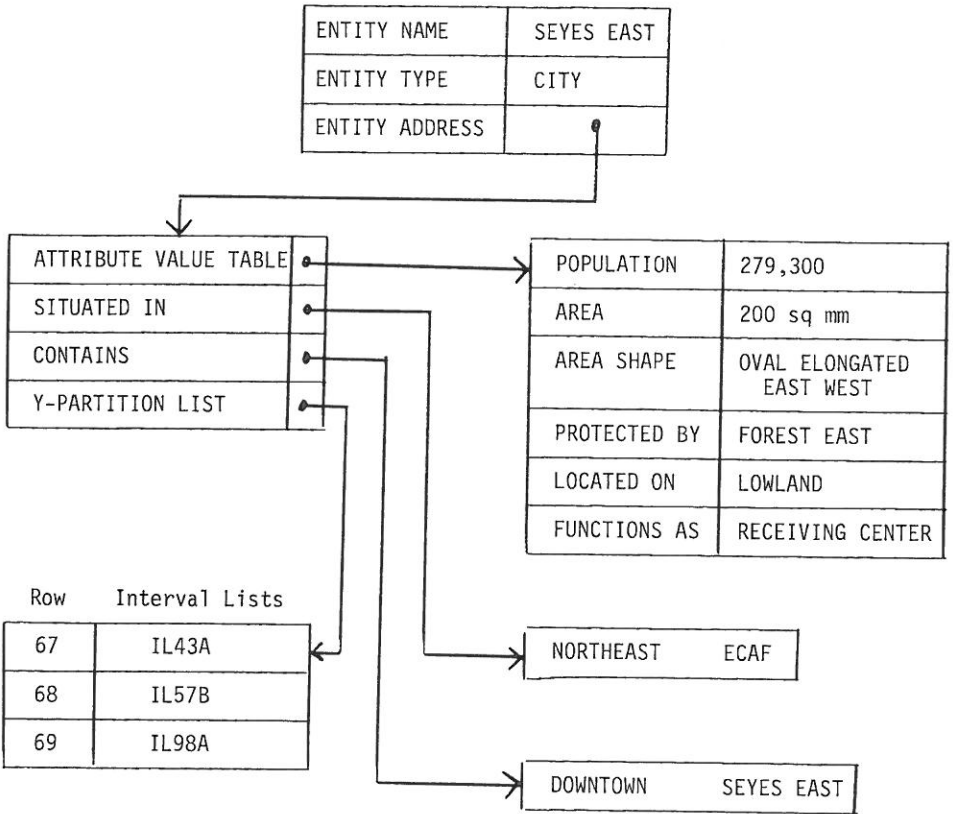 ENTITY NAME SEYES EAST
ENTITY TYPE CITY
ENTITY ADDRESS
ATTRIBUTE VALUE TABLE
SITUATED IN
CONTAINS
Y-PARTITION LIST
POPULATION 279,300
AREA 200 sq mm
AREA SHAPE OVAL ELONGATED
EAST WEST
PROTECTED BY FOREST EAST
LOCATED ON LOWLAND
FUNCTIONS AS RECEIVING CENTER
Row Interval Lists
67 IL43A
68 IL57B
69 IL98A
NORTHEAST ECAF
DOWNTOWN SEYES EAST